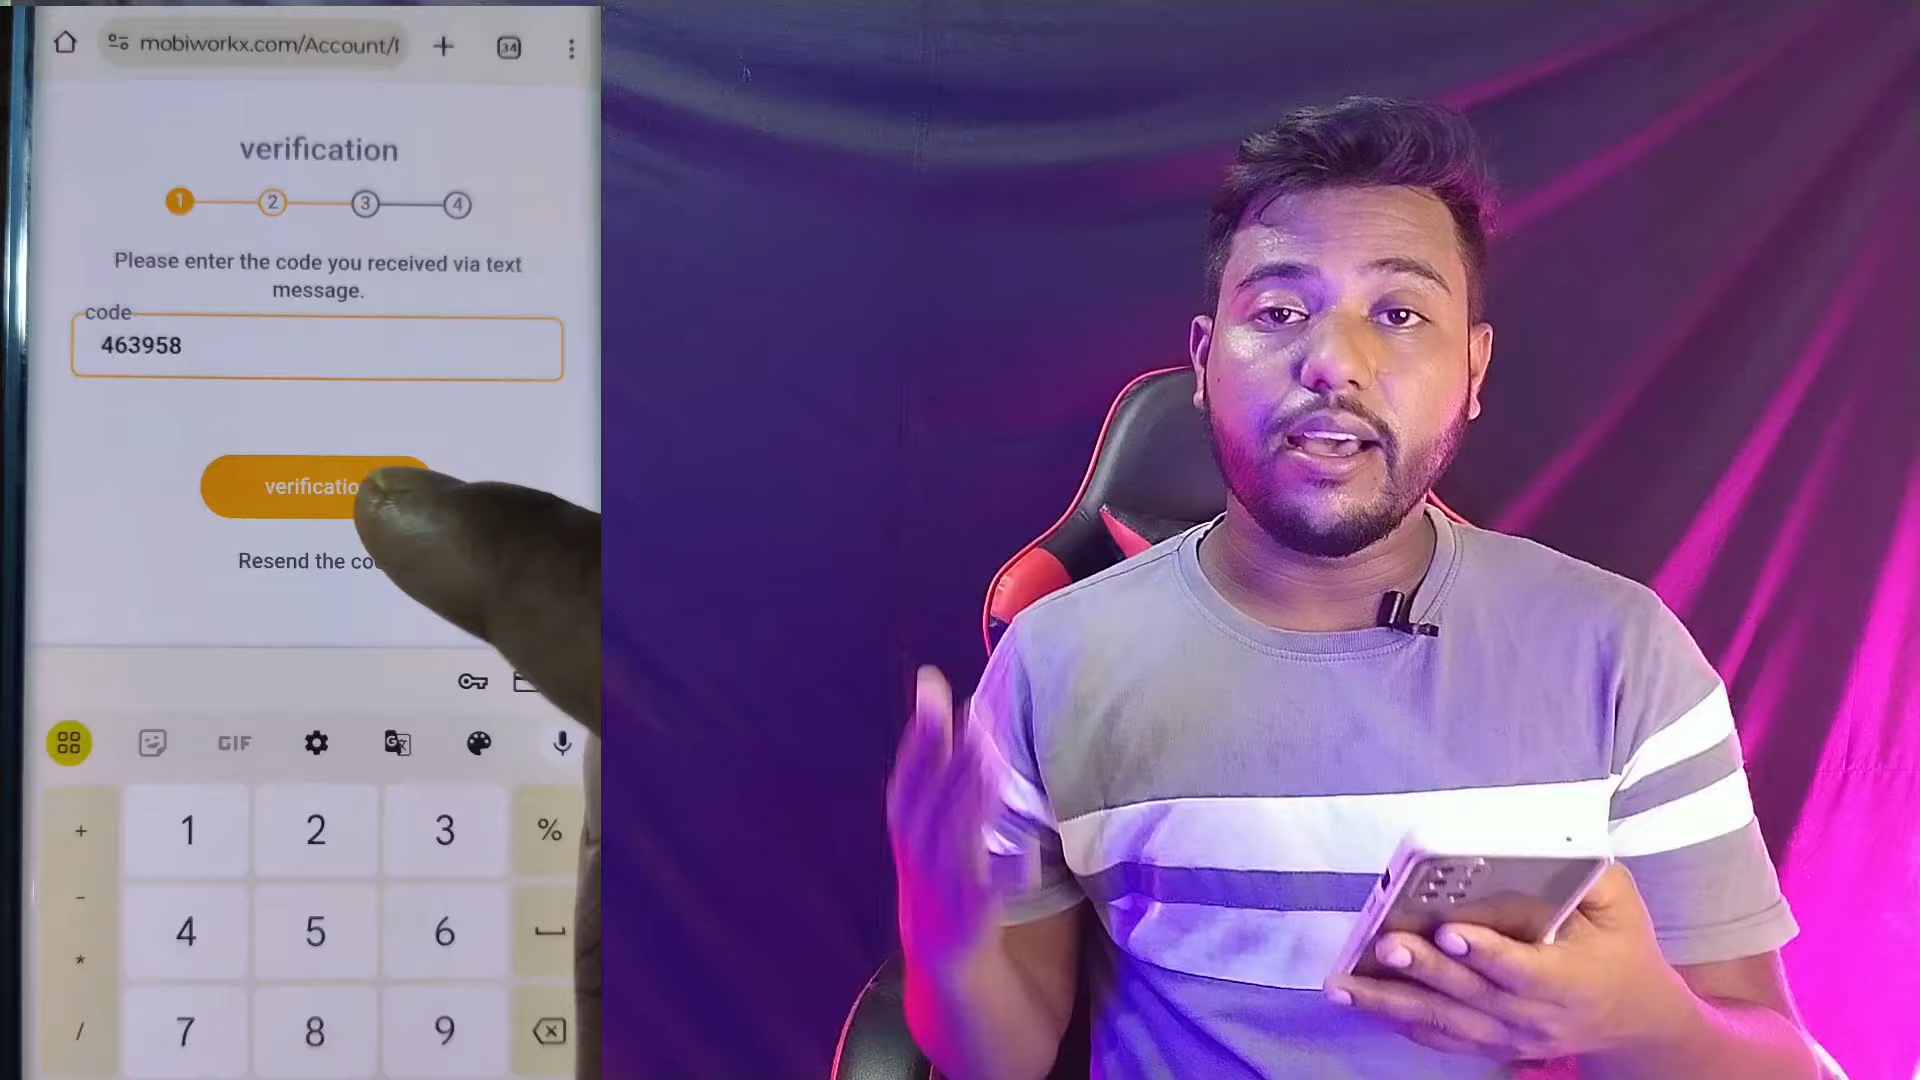 mobiworkx.com/Account/
34
verification
1 2 3 4
Please enter the code you received via text
message.
code
463958
verificatio
Resend the co
GIF
+ 1 2 3 %
- 4 5 6
* 
/ 7 8 9